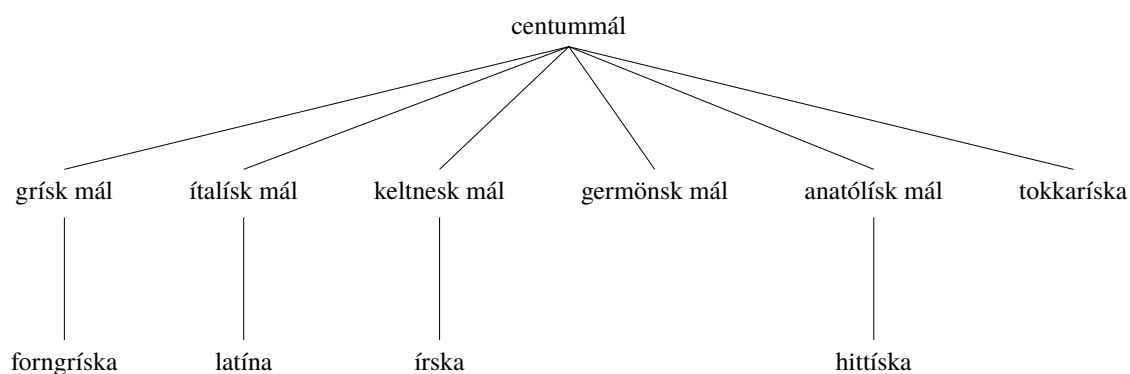 centummál
grísk mál ítalísk mál keltnesk mál germönsk mál anatólísk mál tokkaríska
forngríska latína írska hittíska